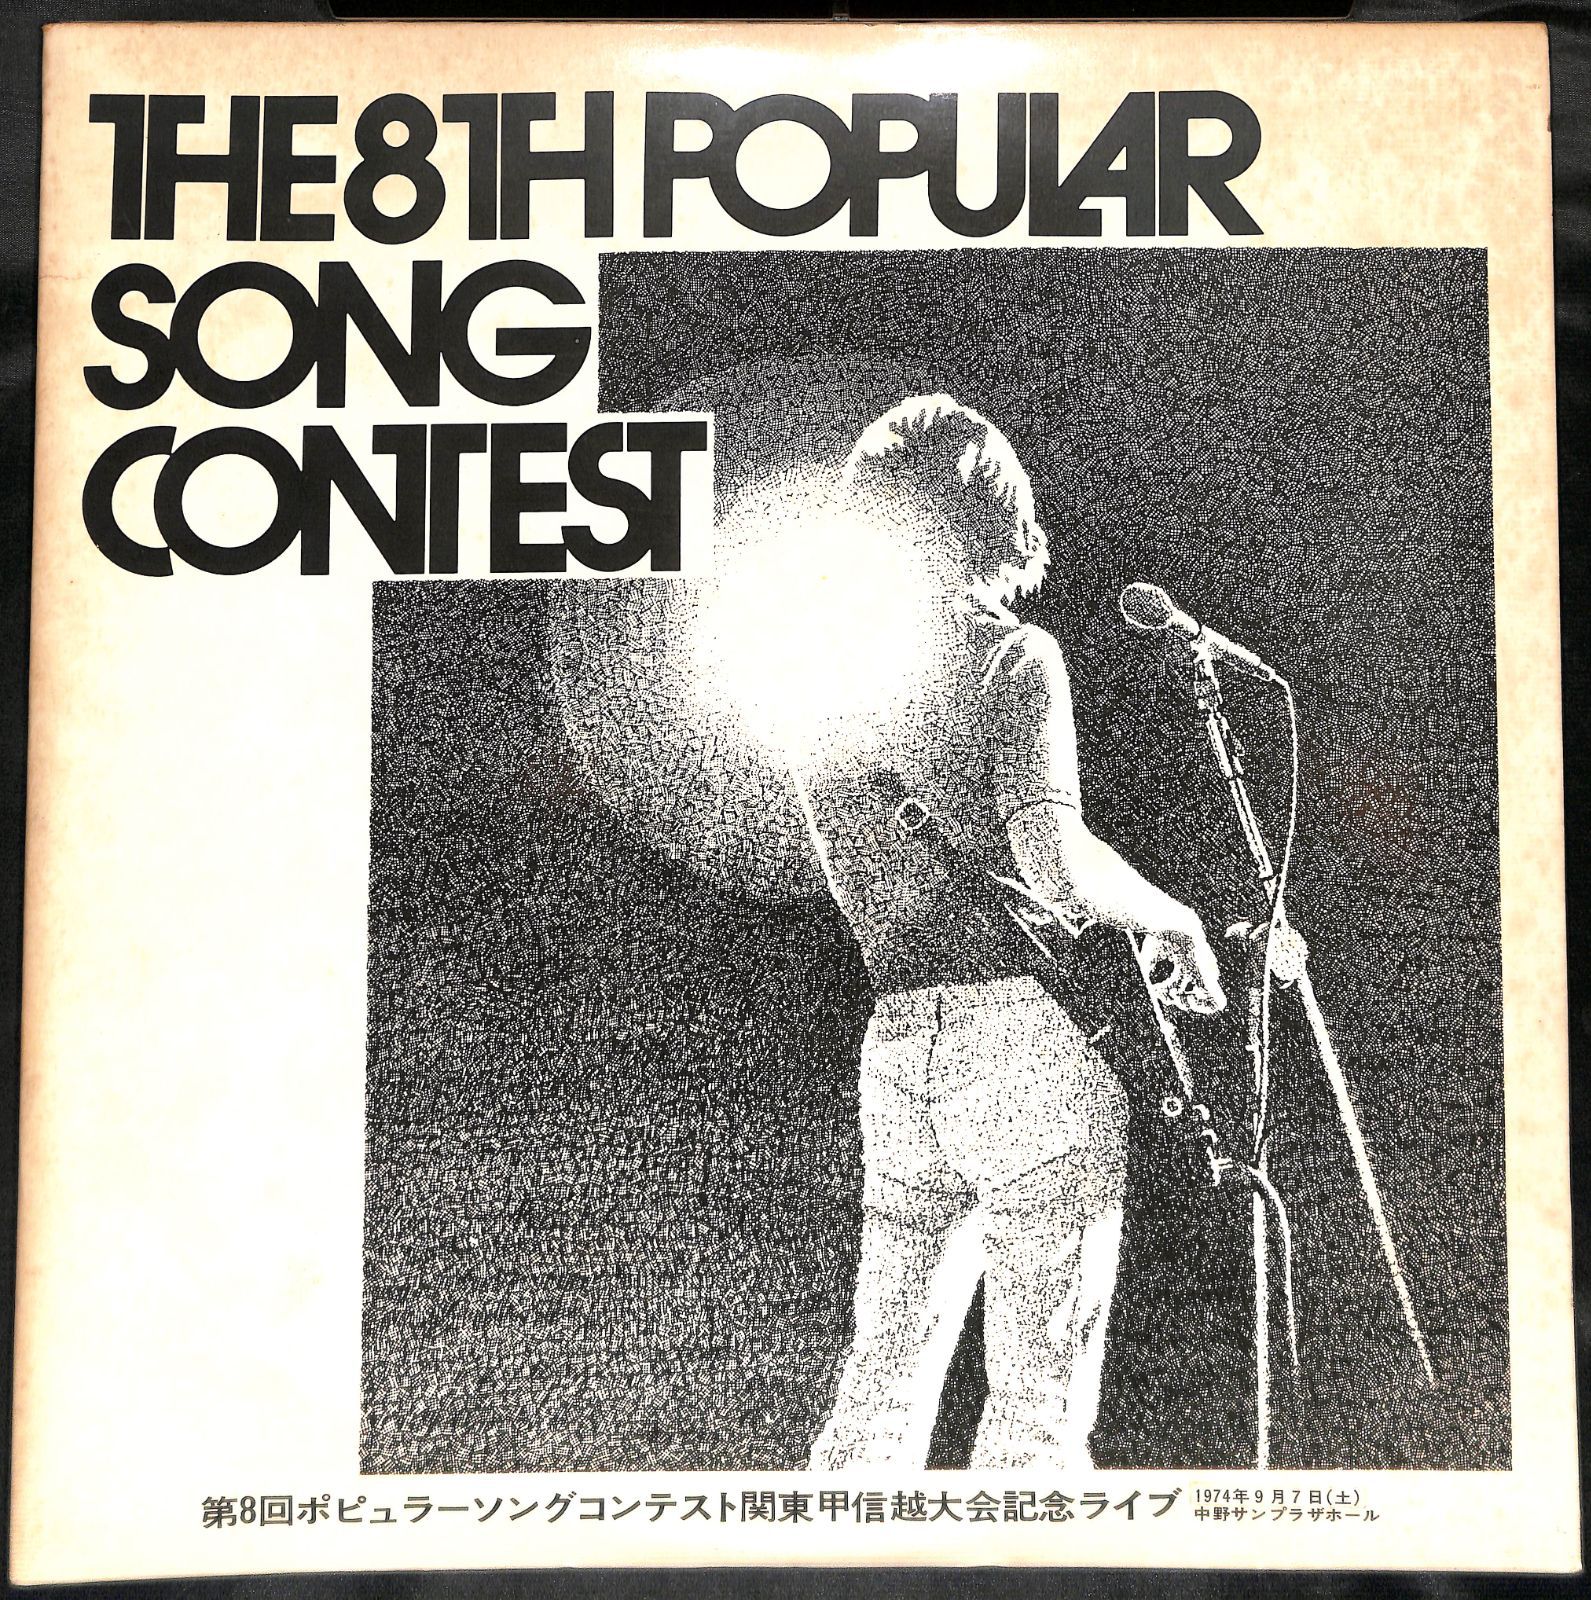 THE 8TH POPULAR
SONG
CONTEST
第8回ポピュラーソングコンテスト関東甲信越大会記念ライブ
1974年9月7日(土)
中野サンプラザホール